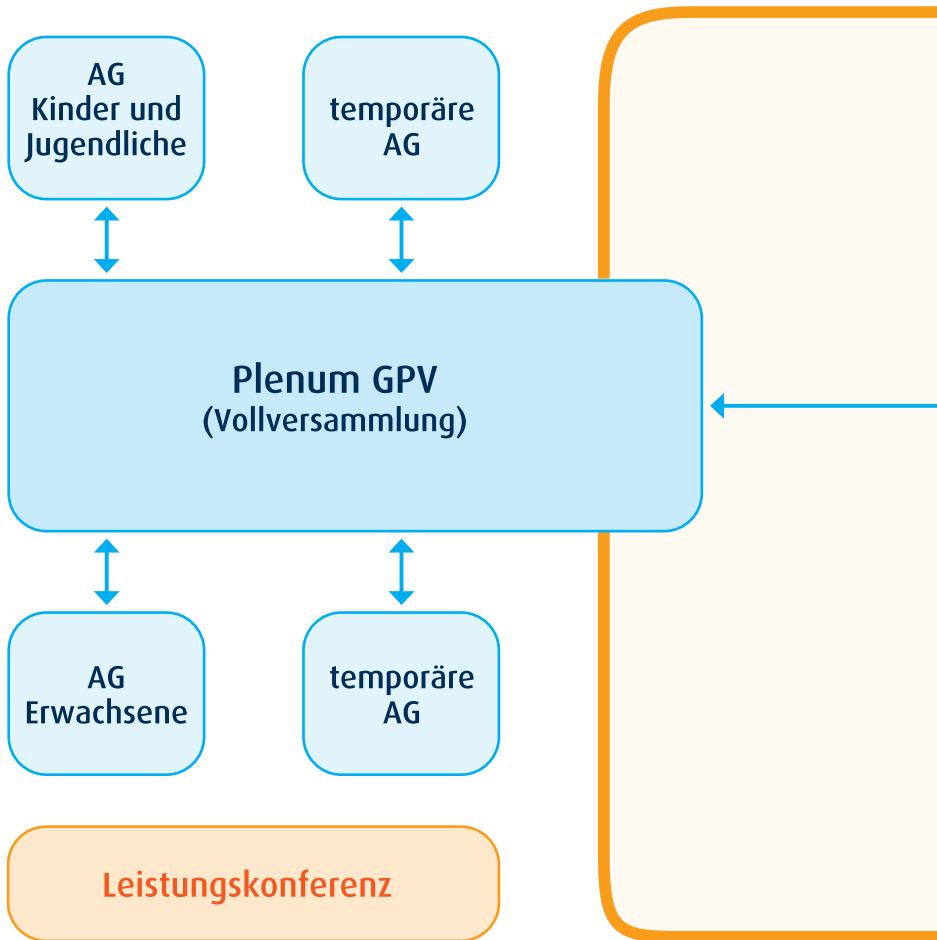 AG
Kinder und
Jugendliche
temporäre
AG
Plenum GPV
(Vollversammlung)
AG
Erwachsene
temporäre
AG
Leistungskonferenz